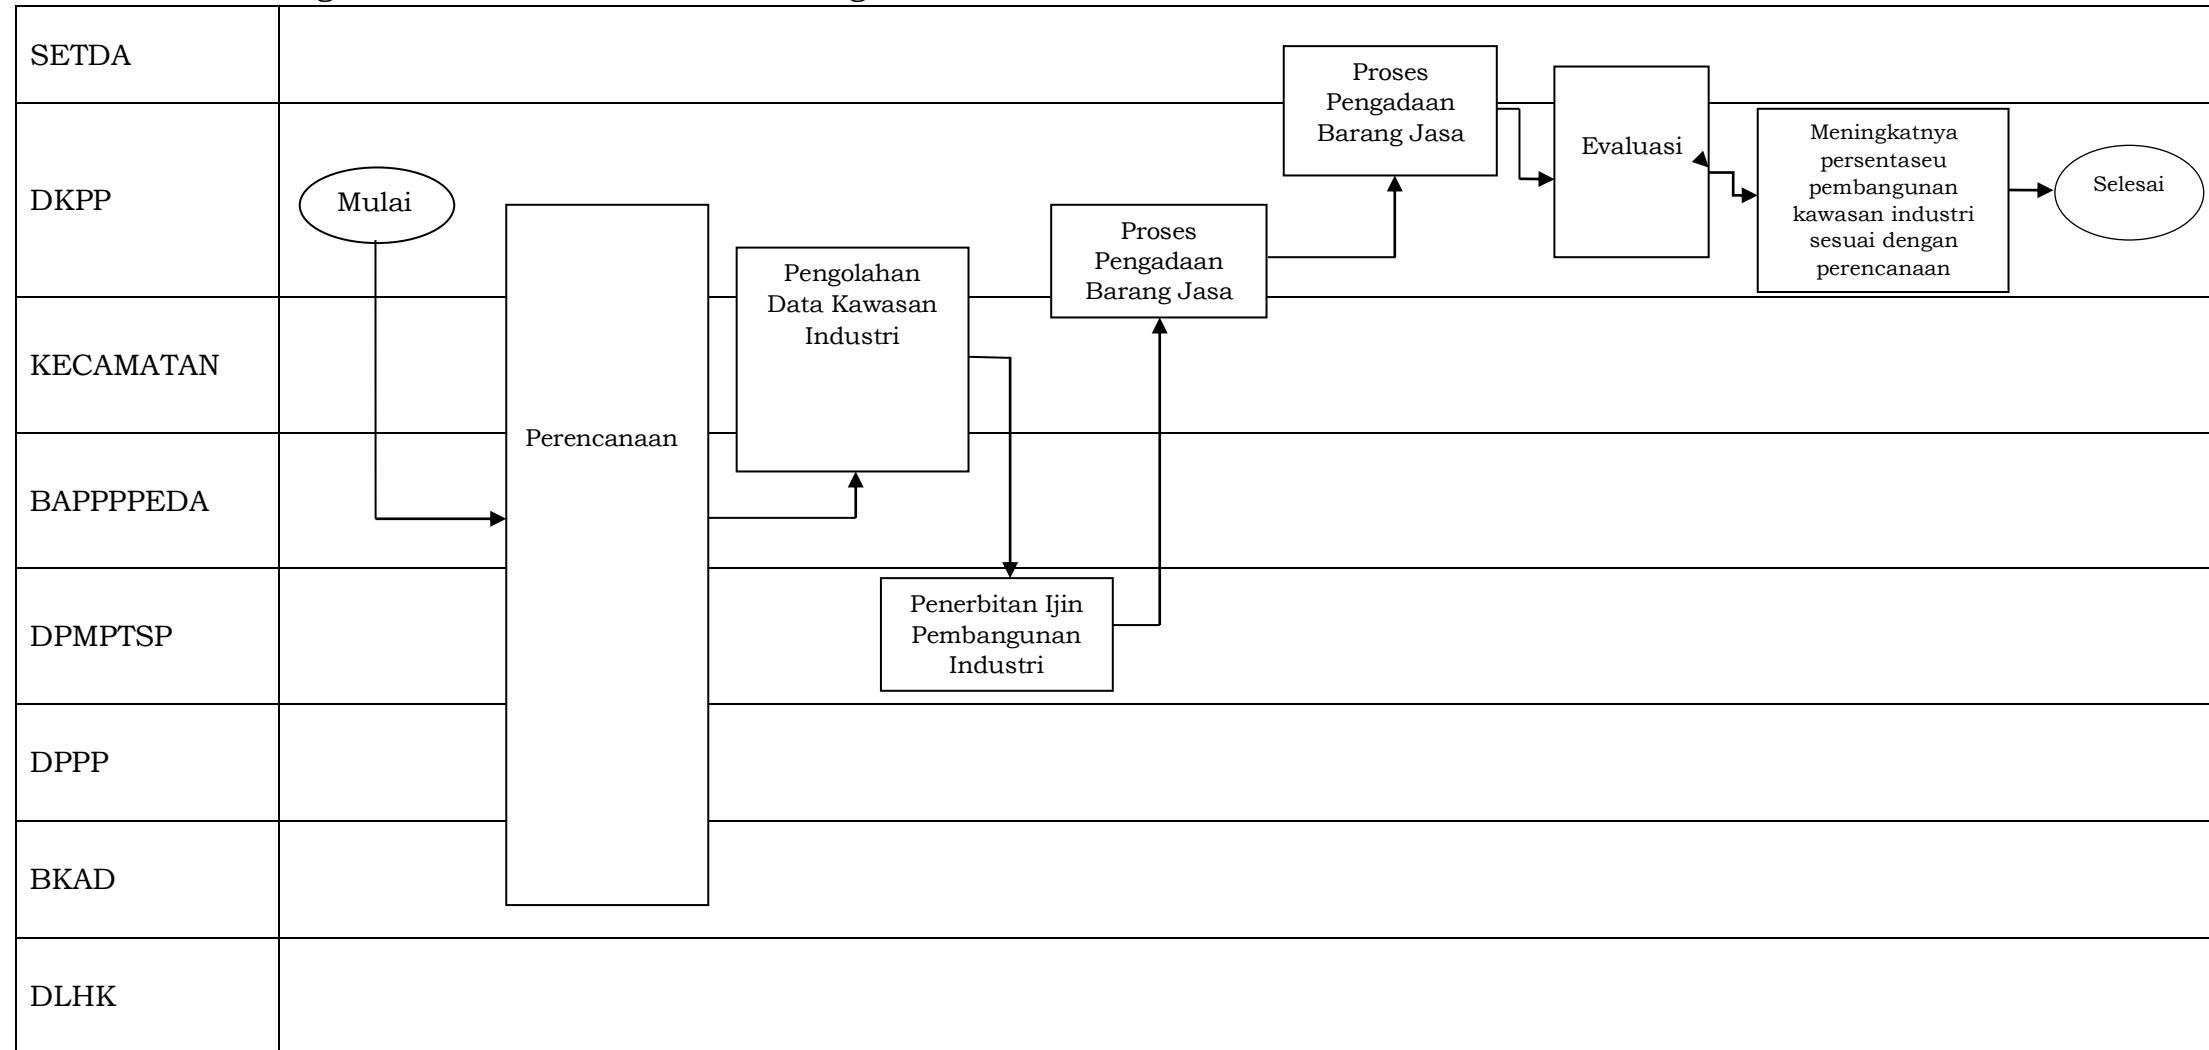 SETDA
Proses
Pengadaan
Barang Jasa
Evaluasi
DKPP
Mulai
Meningkatnya
persentaseu
pembangunan
kawasan industri
sesuai dengan
perencanaan
Selesai
Proses
Pengadaan
Barang Jasa
Pengolahan
Data Kawasan
Industri
KECAMATAN
Perencanaan
BAPPPPEDA
DPMPTSP
Penerbitan Ijin
Pembangunan
Industri
DPPP
BKAD
DLHK